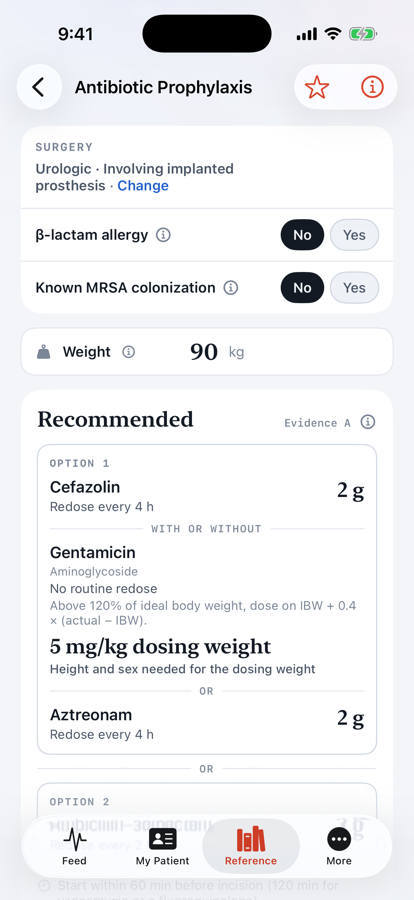 9:41
Antibiotic Prophylaxis
SURGERY
Urologic · Involving implanted
prosthesis · Change
β-lactam allergy
No
Yes
Known MRSA colonization
No
Yes
Weight
90 kg
Recommended
Evidence A
OPTION 1
Cefazolin
2 g
Redose every 4 h
WITH OR WITHOUT
Gentamicin
Aminoglycoside
No routine redose
Above 120% of ideal body weight, dose on IBW + 0.4
× (actual − IBW).
5 mg/kg dosing weight
Height and sex needed for the dosing weight
OR
Aztreonam
2 g
Redose every 4 h
OR
OPTION 2
3 g
Feed
My Patient
Reference
More
Start within 60 min before incision (120 min for